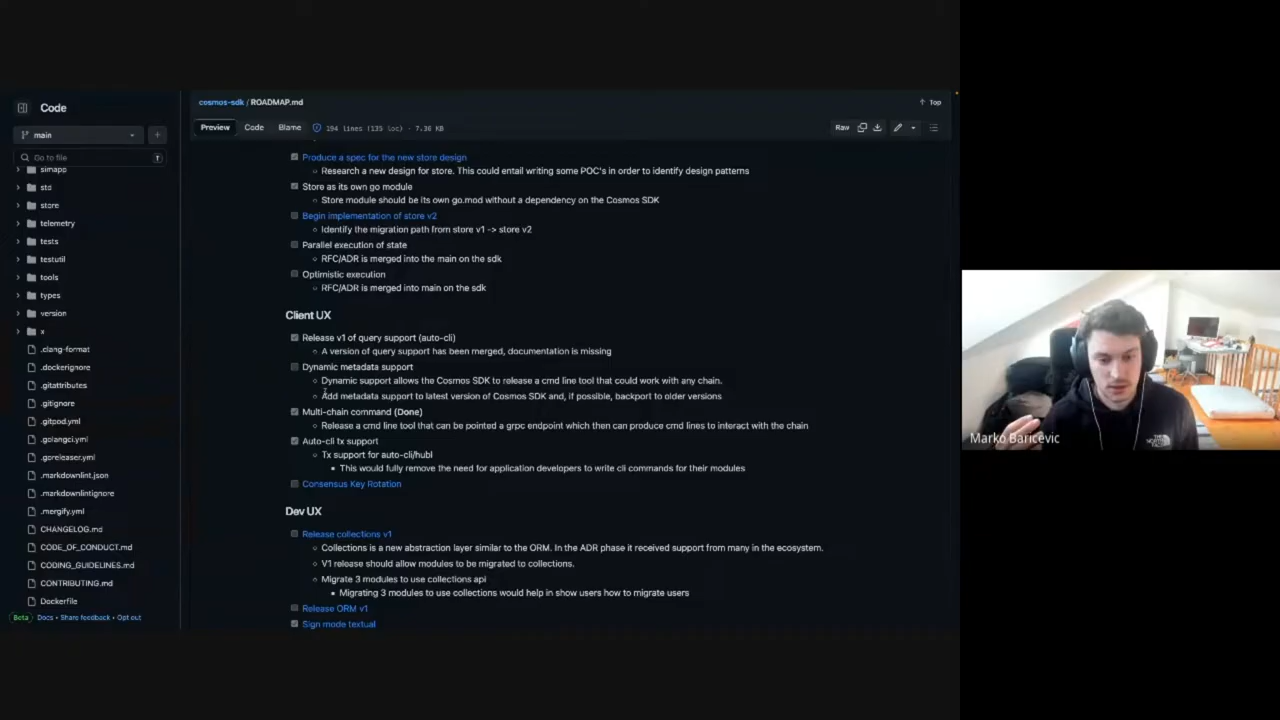 Code
main
Go to file
T
simapp
std
store
telemetry
tests
testutil
tools
types
version
x
.clang-format
.dockerignore
.gitattributes
.gitignore
.gitpod.yml
.golangci.yml
.goreleaser.yml
.markdownlint.json
.markdownlintignore
.mergify.yml
CHANGELOG.md
CODE_OF_CONDUCT.md
CODING_GUIDELINES.md
CONTRIBUTING.md
Dockerfile
Beta Docs • Share feedback • Opt out
cosmos-sdk / ROADMAP.md
Top
Preview Code Blame 194 lines (135 loc) · 7.36 KB
Raw
Produce a spec for the new store design
Research a new design for store. This could entail writing some POC's in order to identify design patterns
Store as its own go module
Store module should be its own go.mod without a dependency on the Cosmos SDK
Begin implementation of store v2
Identify the migration path from store v1 -> store v2
Parallel execution of state
RFC/ADR is merged into the main on the sdk
Optimistic execution
RFC/ADR is merged into main on the sdk
Client UX
Release v1 of query support (auto-cli)
A version of query support has been merged, documentation is missing
Dynamic metadata support
Dynamic support allows the Cosmos SDK to release a cmd line tool that could work with any chain.
Add metadata support to latest version of Cosmos SDK and, if possible, backport to older versions
Multi-chain command (Done)
Release a cmd line tool that can be pointed a grpc endpoint which then can produce cmd lines to interact with the chain
Auto-cli tx support
Tx support for auto-cli/hubl
This would fully remove the need for application developers to write cli commands for their modules
Consensus Key Rotation
Dev UX
Release collections v1
Collections is a new abstraction layer similar to the ORM. In the ADR phase it received support from many in the ecosystem.
V1 release should allow modules to be migrated to collections.
Migrate 3 modules to use collections api
Migrating 3 modules to use collections would help in show users how to migrate users
Release ORM v1
Sign mode textual
Marko Baricevic
THE
NORTH
FACE